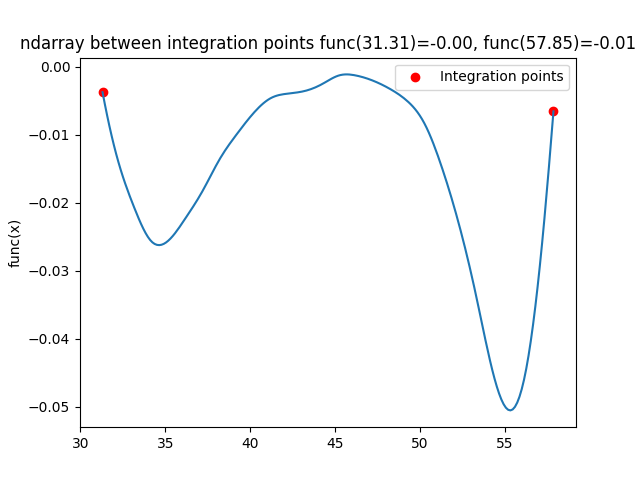 ndarray between integration points func(31.31)=-0.00, func(57.85)=-0.01
Integration points
func(x)
0.00
−0.01
−0.02
−0.03
−0.04
−0.05
30 35 40 45 50 55